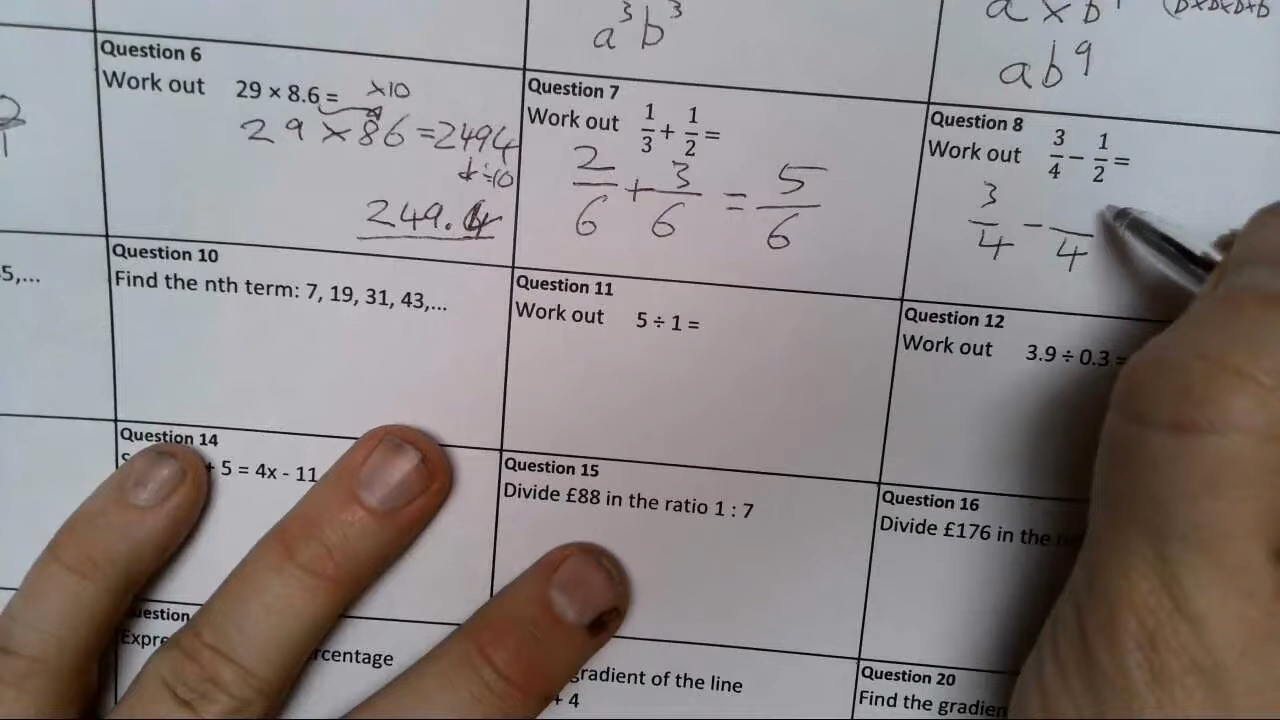 a³b³
a × b
(b×b×b×b
ab⁹
Question 6
Work out 29 × 8.6 =
×10
29 × 86 = 2494
↓÷10
249.4
Question 7
Work out 1/3 + 1/2 =
2/6 + 3/6 = 5/6
Question 8
Work out 3/4 − 1/2 =
3/4 − /4
5,...
Question 10
Find the nth term: 7, 19, 31, 43,...
Question 11
Work out 5 ÷ 1 =
Question 12
Work out 3.9 ÷ 0.3 =
Question 14
+ 5 = 4x - 11
Question 15
Divide £88 in the ratio 1 : 7
Question 16
Divide £176 in the
uestion
Expre rcentage
gradient of the line
+ 4
Question 20
Find the gradien